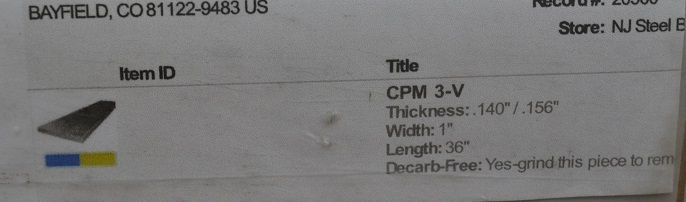 BAYFIELD, CO 81122-9483 US
Record #:
Store: NJ Steel B
Item ID
Title
CPM 3-V
Thickness: .140" / .156"
Width: 1"
Length: 36"
Decarb-Free: Yes-grind this piece to rem